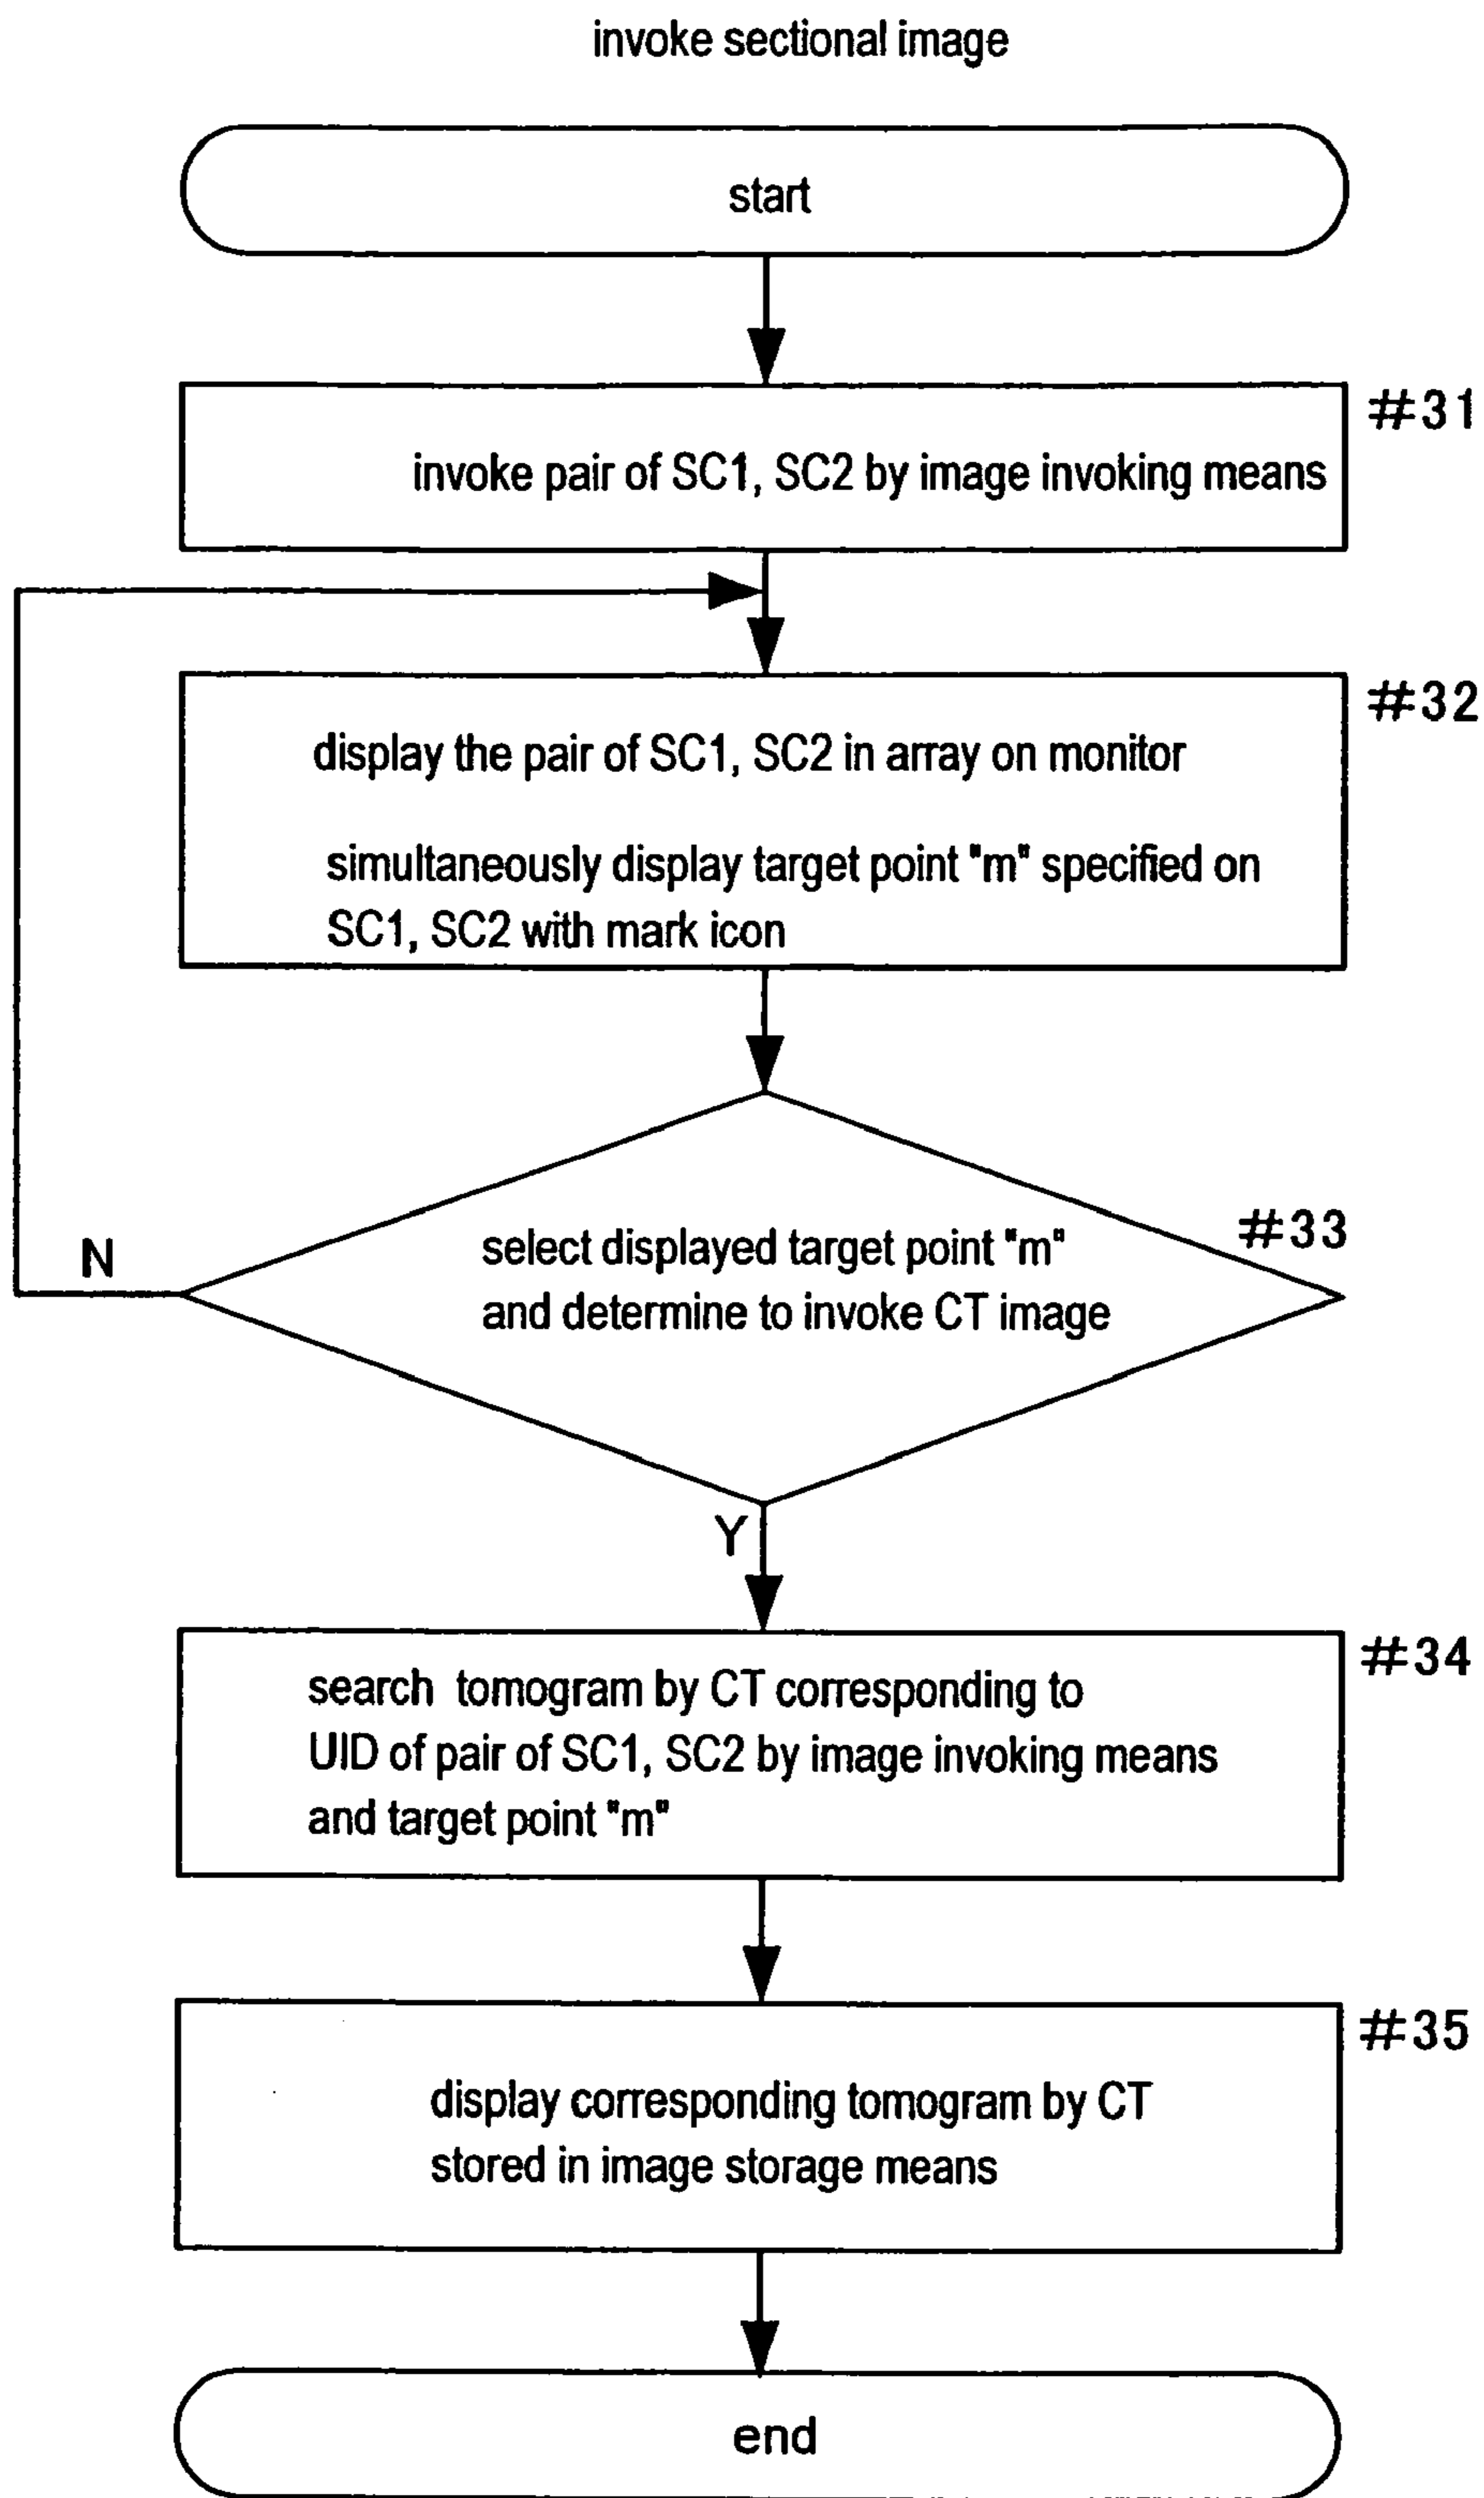 invoke sectional image
start
#31
invoke pair of SC1, SC2 by image invoking means
#32
display the pair of SC1, SC2 in array on monitor
simultaneously display target point "m" specified on
SC1, SC2 with mark icon
#33
select displayed target point "m"
and determine to invoke CT image
N
Y
#34
search tomogram by CT corresponding to
UID of pair of SC1, SC2 by image invoking means
and target point "m"
#35
display corresponding tomogram by CT
stored in image storage means
end